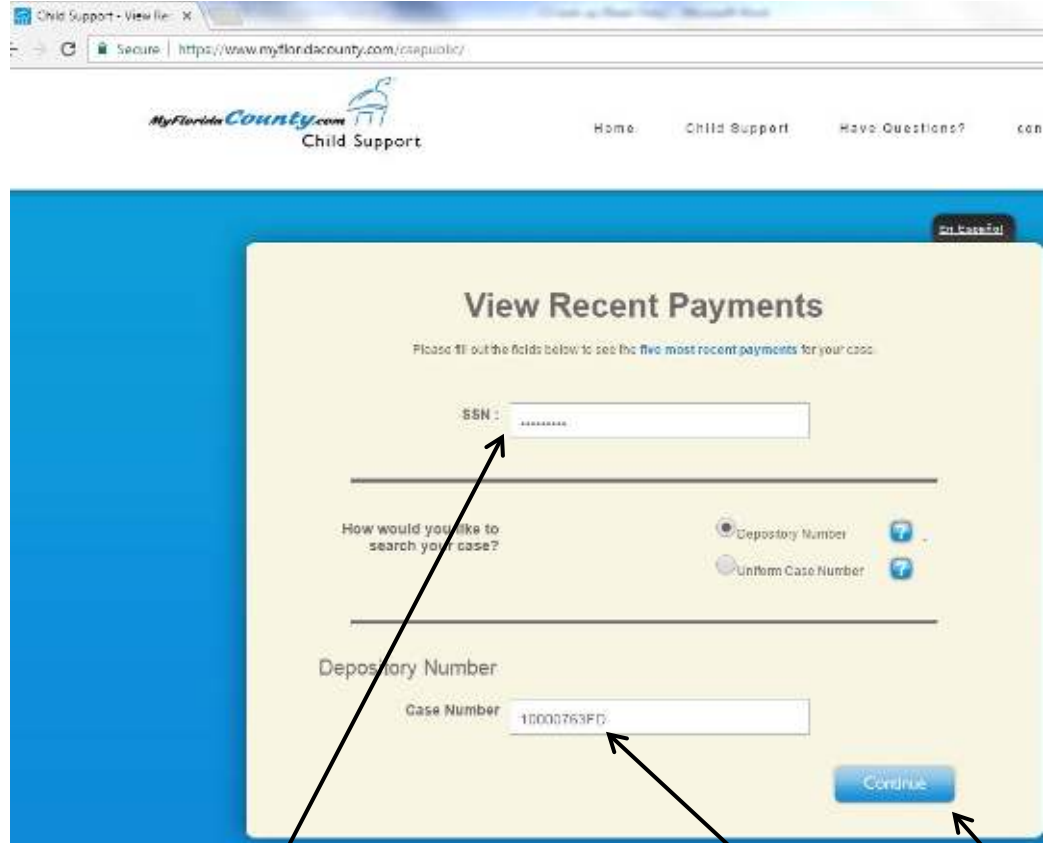 Child Support - View Re
Secure https://www.myfloridacounty.com/csepublic/
MyFlorida County.com
Child Support
Home Child Support Have Questions? con
En Español
View Recent Payments
Please fill out the fields below to see the five most recent payments for your case.
SSN :
How would you like to
search your case?
Depository Number
Uniform Case Number
Depository Number
Case Number
10000763FD
Continue